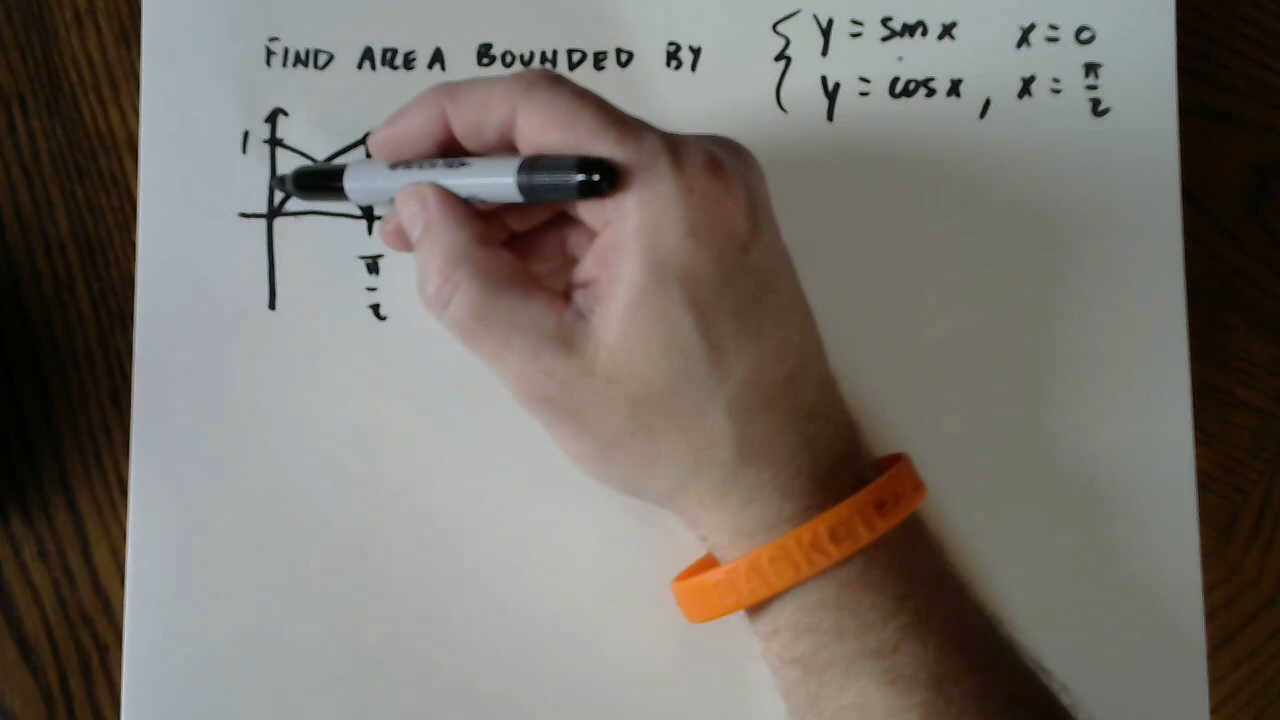 FIND AREA BOUNDED BY
{ y = sin x x = 0
y = cos x, x = π/2
1
π/2